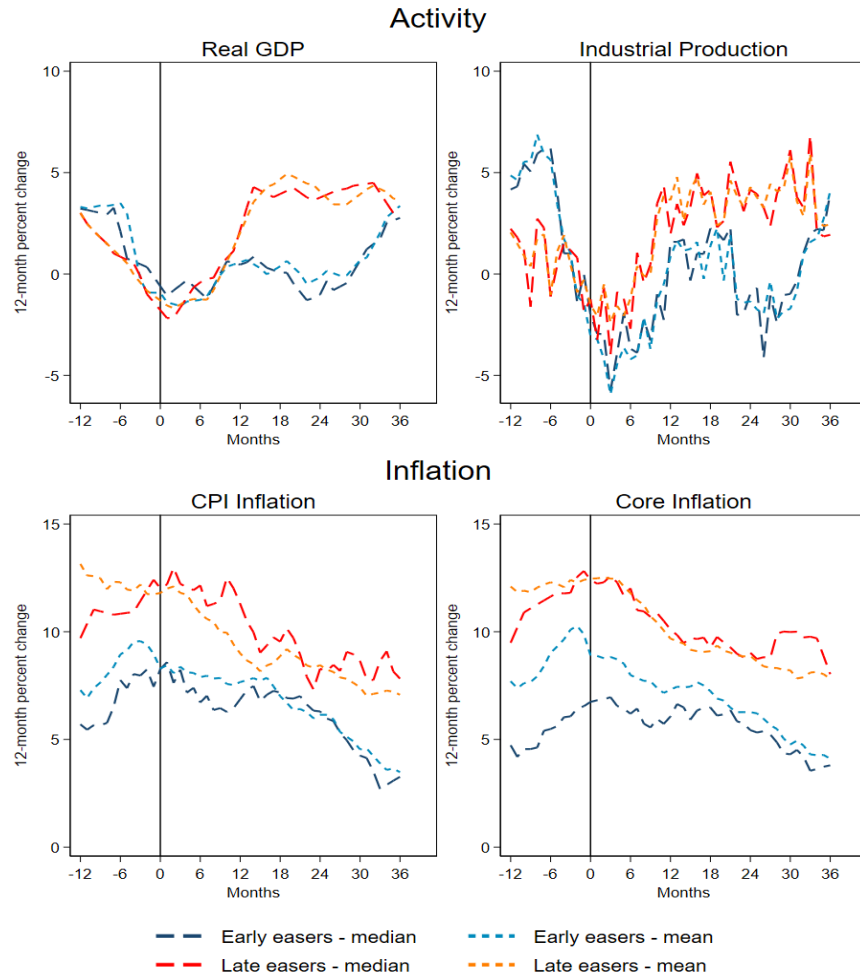 Activity
Real GDP
12-month percent change
10
5
0
-5
-12 -6 0 6 12 18 24 30 36
Months
Industrial Production
12-month percent change
10
5
0
-5
-12 -6 0 6 12 18 24 30 36
Months
Inflation
CPI Inflation
12-month percent change
15
10
5
0
-12 -6 0 6 12 18 24 30 36
Months
Core Inflation
12-month percent change
15
10
5
0
-12 -6 0 6 12 18 24 30 36
Months
Early easers - median
Early easers - mean
Late easers - median
Late easers - mean